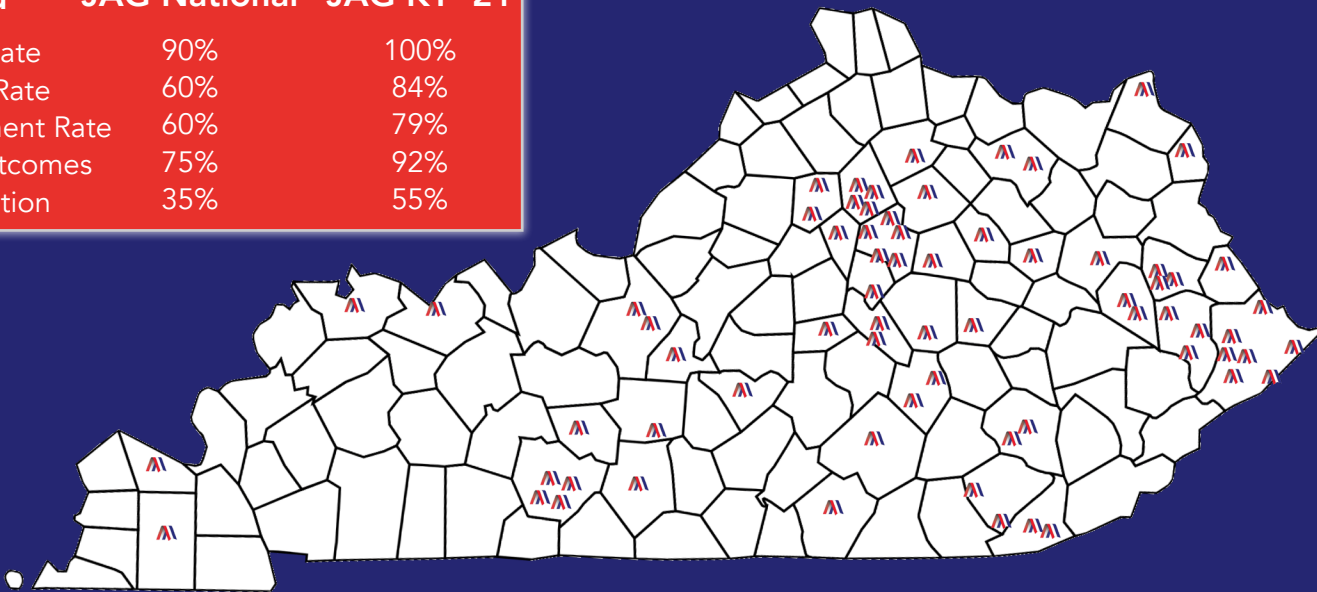 JAG National JAG KY '21
ate 90% 100%
Rate 60% 84%
ent Rate 60% 79%
tcomes 75% 92%
tion 35% 55%